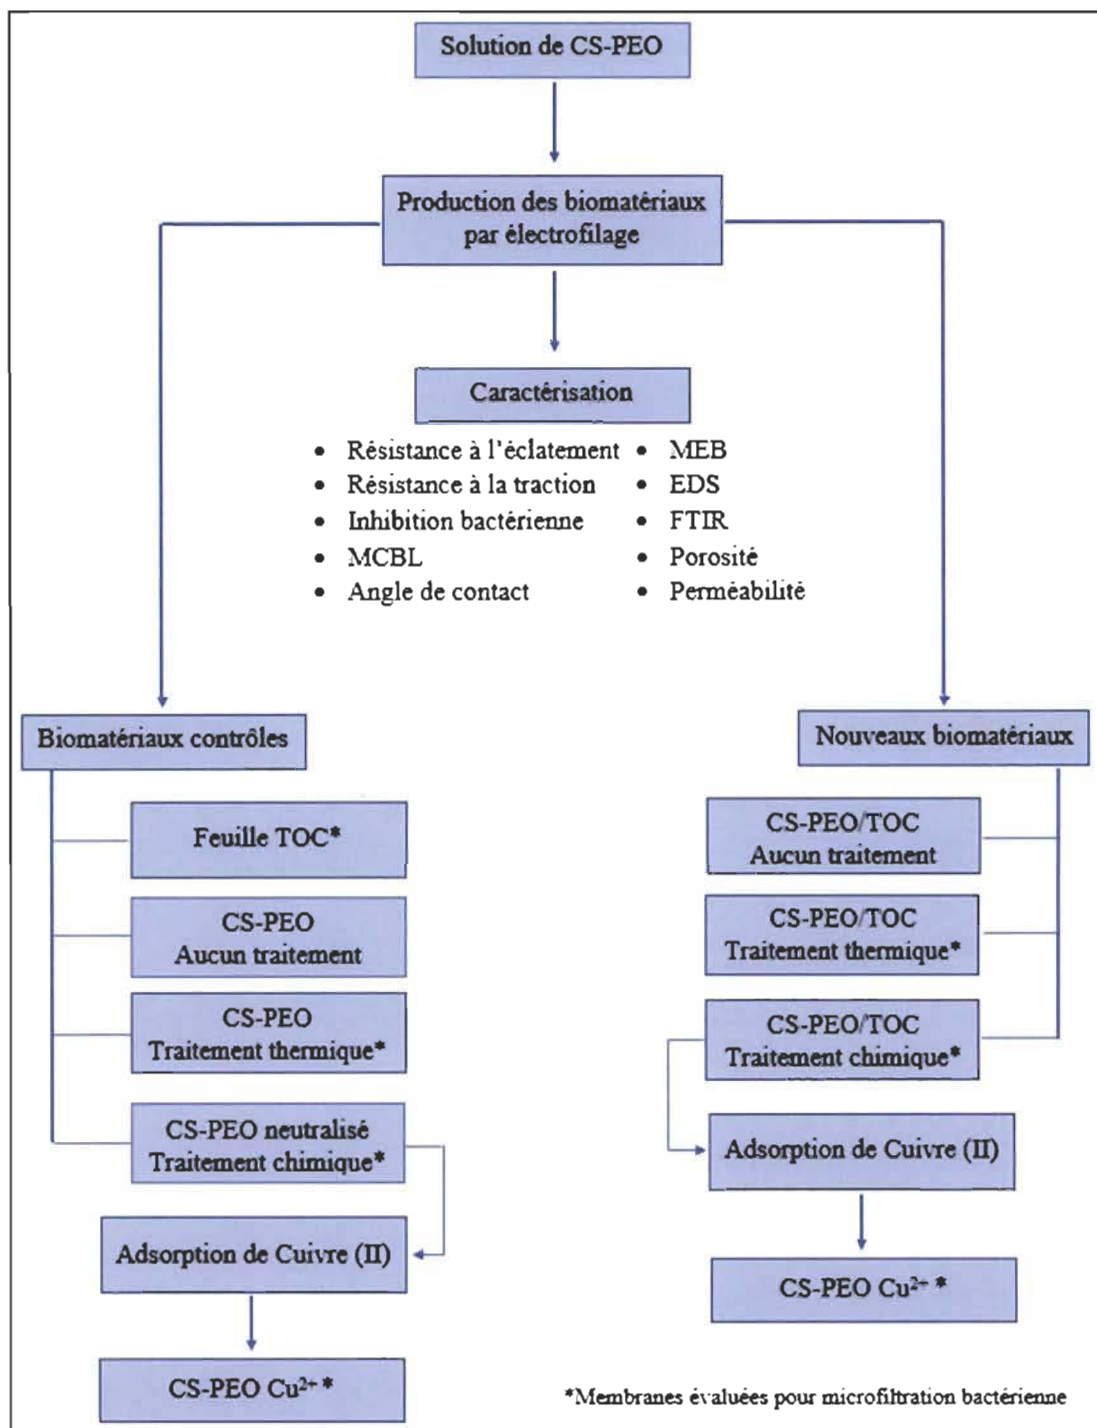 Solution de CS-PEO
Production des biomatériaux
par électrofilage
Caractérisation
• Résistance à l'éclatement
• Résistance à la traction
• Inhibition bactérienne
• MCBL
• Angle de contact
• MEB
• EDS
• FTIR
• Porosité
• Perméabilité
Biomatériaux contrôles
Feuille TOC*
CS-PEO
Aucun traitement
CS-PEO
Traitement thermique*
CS-PEO neutralisé
Traitement chimique*
Adsorption de Cuivre (II)
CS-PEO Cu²⁺ *
Nouveaux biomatériaux
CS-PEO/TOC
Aucun traitement
CS-PEO/TOC
Traitement thermique*
CS-PEO/TOC
Traitement chimique*
Adsorption de Cuivre (II)
CS-PEO Cu²⁺ *
*Membranes évaluées pour microfiltration bactérienne